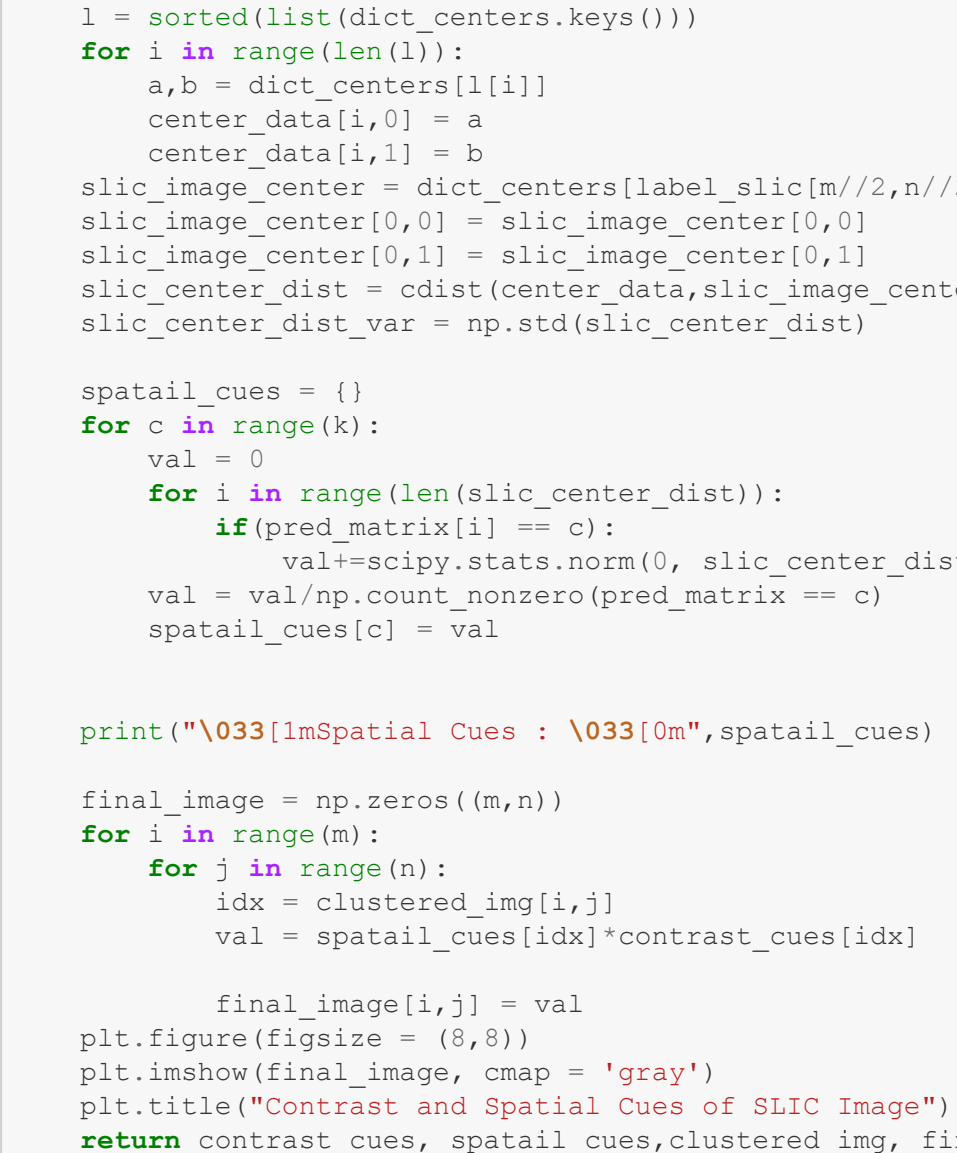 l = sorted(list(dict_centers.keys()))
for i in range(len(l)):
    a,b = dict_centers[l[i]]
    center_data[i,0] = a
    center_data[i,1] = b
slic_image_center = dict_centers[label_slic[m//2,n//
slic_image_center[0,0] = slic_image_center[0,0]
slic_image_center[0,1] = slic_image_center[0,1]
slic_center_dist = cdist(center_data,slic_image_cent
slic_center_dist_var = np.std(slic_center_dist)

spatail_cues = {}
for c in range(k):
    val = 0
    for i in range(len(slic_center_dist)):
        if(pred_matrix[i] == c):
            val+=scipy.stats.norm(0, slic_center_dis
    val = val/np.count_nonzero(pred_matrix == c)
    spatail_cues[c] = val

print("\033[1mSpatial Cues : \033[0m",spatail_cues)

final_image = np.zeros((m,n))
for i in range(m):
    for j in range(n):
        idx = clustered_img[i,j]
        val = spatail_cues[idx]*contrast_cues[idx]

        final_image[i,j] = val
plt.figure(figsize = (8,8))
plt.imshow(final_image, cmap = 'gray')
plt.title("Contrast and Spatial Cues of SLIC Image")
return contrast_cues, spatail_cues,clustered_img, fi